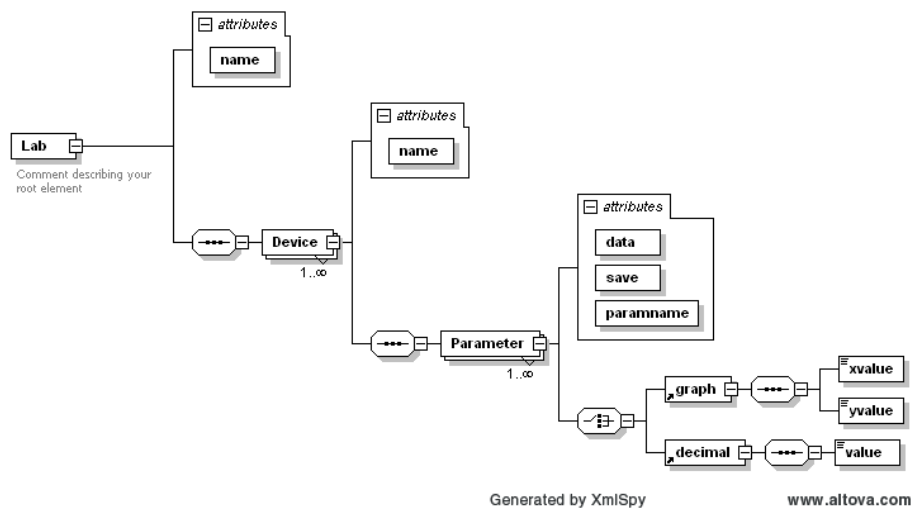 attributes
name
Lab
Comment describing your
root element
attributes
name
Device
1..∞
attributes
data
save
paramname
Parameter
1..∞
graph
xvalue
yvalue
decimal
value
Generated by XmlSpy
www.altova.com